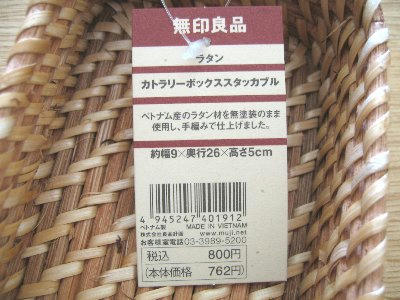 無印良品
ラタン
カトラリーボックススタッカブル
ベトナム産のラタン材を無塗装のまま
使用し、手編みで仕上げました。
約幅9×奥行26×高さ5cm
4 945247 401912
ベトナム製 MADE IN VIETNAM
株式会社良品計画 www.muji.net
お客様室電話03-3989-5200
税込 800円
(本体価格 762円)